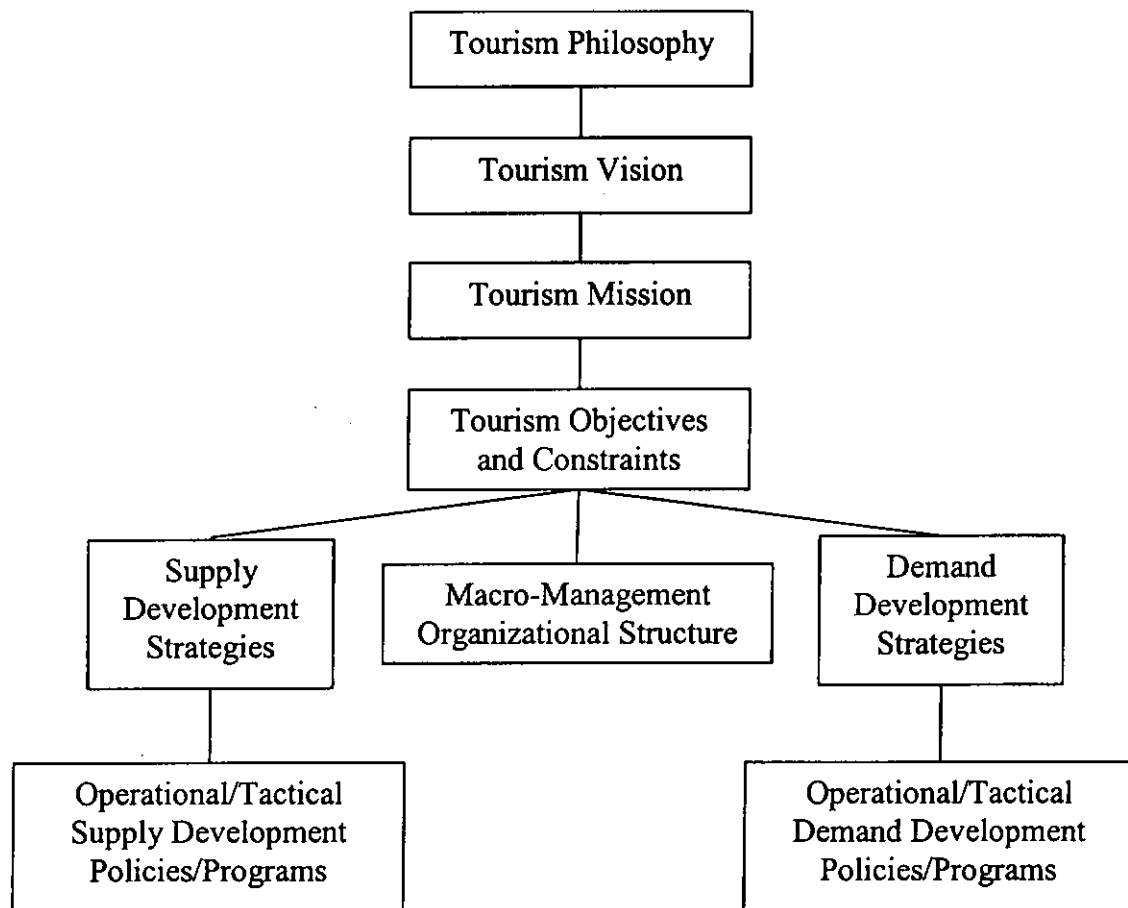 Tourism Philosophy
Tourism Vision
Tourism Mission
Tourism Objectives
and Constraints
Supply
Development
Strategies
Macro-Management
Organizational Structure
Demand
Development
Strategies
Operational/Tactical
Supply Development
Policies/Programs
Operational/Tactical
Demand Development
Policies/Programs